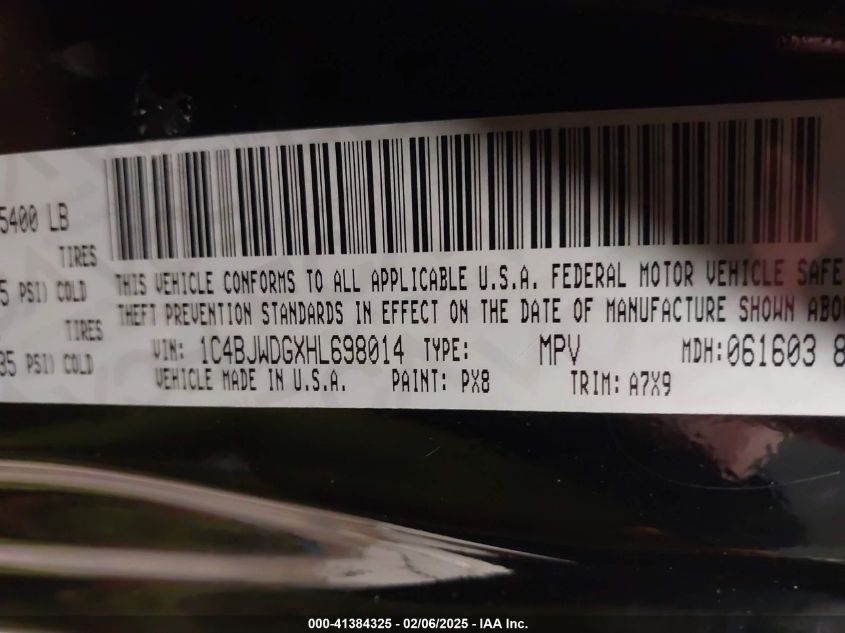 5400 LB
TIRES
5 PSI) COLD
TIRES
35 PSI) COLD
THIS VEHICLE CONFORMS TO ALL APPLICABLE U.S.A. FEDERAL MOTOR VEHICLE SAFE
THEFT PREVENTION STANDARDS IN EFFECT ON THE DATE OF MANUFACTURE SHOWN ABO
VIN: 1C4BJWDGXHL698014 TYPE: MPV MDH:061603 8
VEHICLE MADE IN U.S.A. PAINT: PX8 TRIM: A7X9
000-41384325 - 02/06/2025 - IAA Inc.